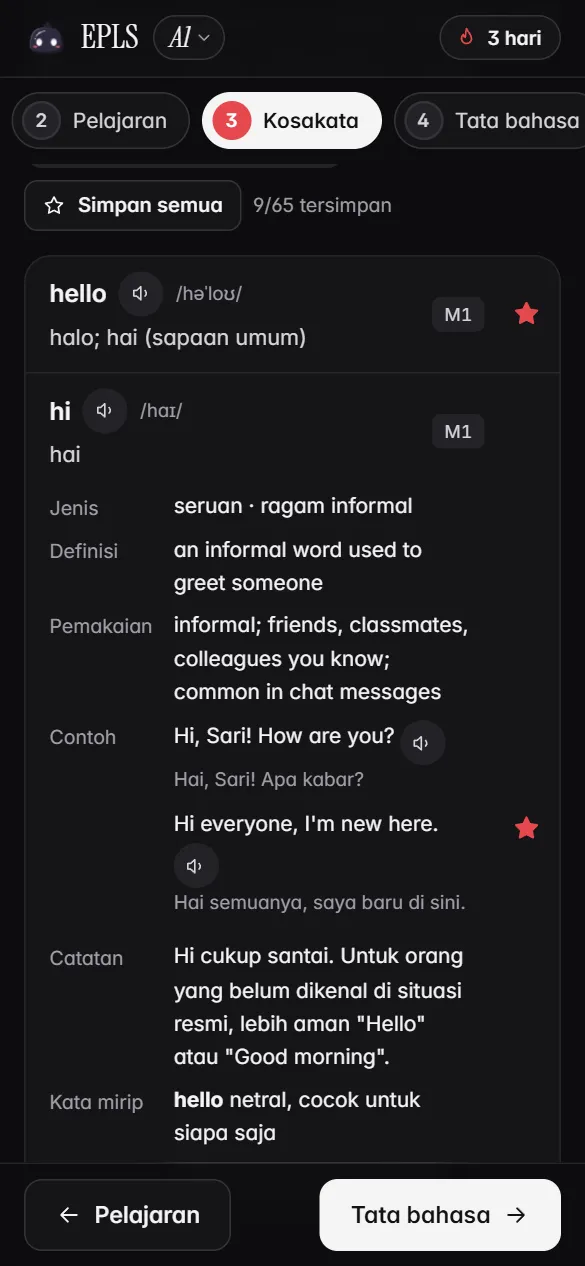 EPLS A1 3 hari
2 Pelajaran 3 Kosakata 4 Tata bahasa
Simpan semua 9/65 tersimpan
hello /həˈloʊ/ M1
halo; hai (sapaan umum)
hi /haɪ/ M1
hai
Jenis seruan · ragam informal
Definisi an informal word used to
greet someone
Pemakaian informal; friends, classmates,
colleagues you know;
common in chat messages
Contoh Hi, Sari! How are you?
Hai, Sari! Apa kabar?
Hi everyone, I'm new here.
Hai semuanya, saya baru di sini.
Catatan Hi cukup santai. Untuk orang
yang belum dikenal di situasi
resmi, lebih aman "Hello"
atau "Good morning".
Kata mirip hello netral, cocok untuk
siapa saja
← Pelajaran Tata bahasa →